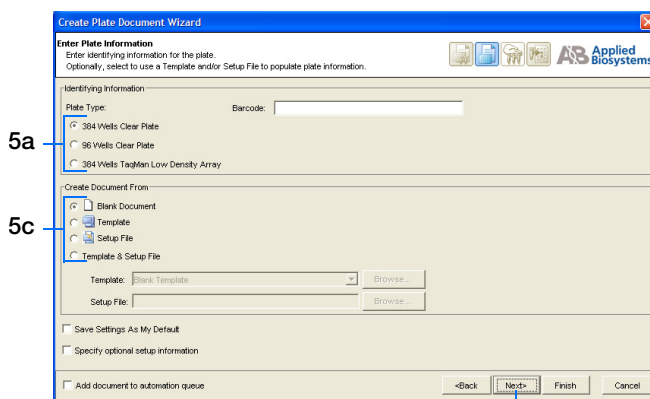 Create Plate Document Wizard
Enter Plate Information
Enter identifying information for the plate.
Optionally, select to use a Template and/or Setup File to populate plate information.
AB Applied Biosystems
Identifying Information
Plate Type:
Barcode:
5a
384 Wells Clear Plate
96 Wells Clear Plate
384 Wells TaqMan Low Density Array
Create Document From
5c
Blank Document
Template
Setup File
Template & Setup File
Template: Blank Template Browse...
Setup File: Browse...
Save Settings As My Default
Specify optional setup information
Add document to automation queue
<Back Next> Finish Cancel